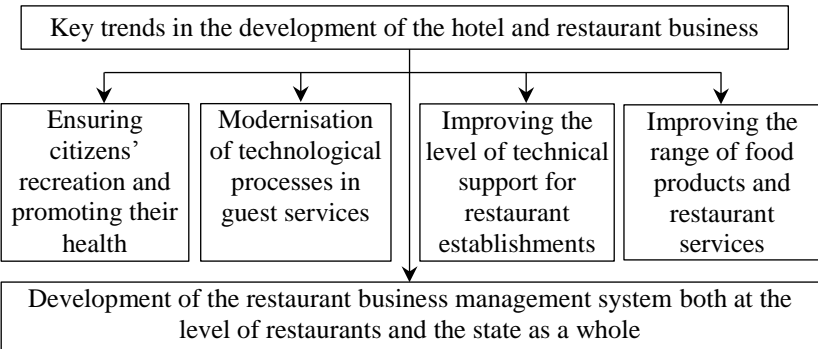 Key trends in the development of the hotel and restaurant business
Ensuring
citizens’
recreation and
promoting their
health
Modernisation
of technological
processes in
guest services
Improving the
level of technical
support for
restaurant
establishments
Improving the
range of food
products and
restaurant
services
Development of the restaurant business management system both at the
level of restaurants and the state as a whole